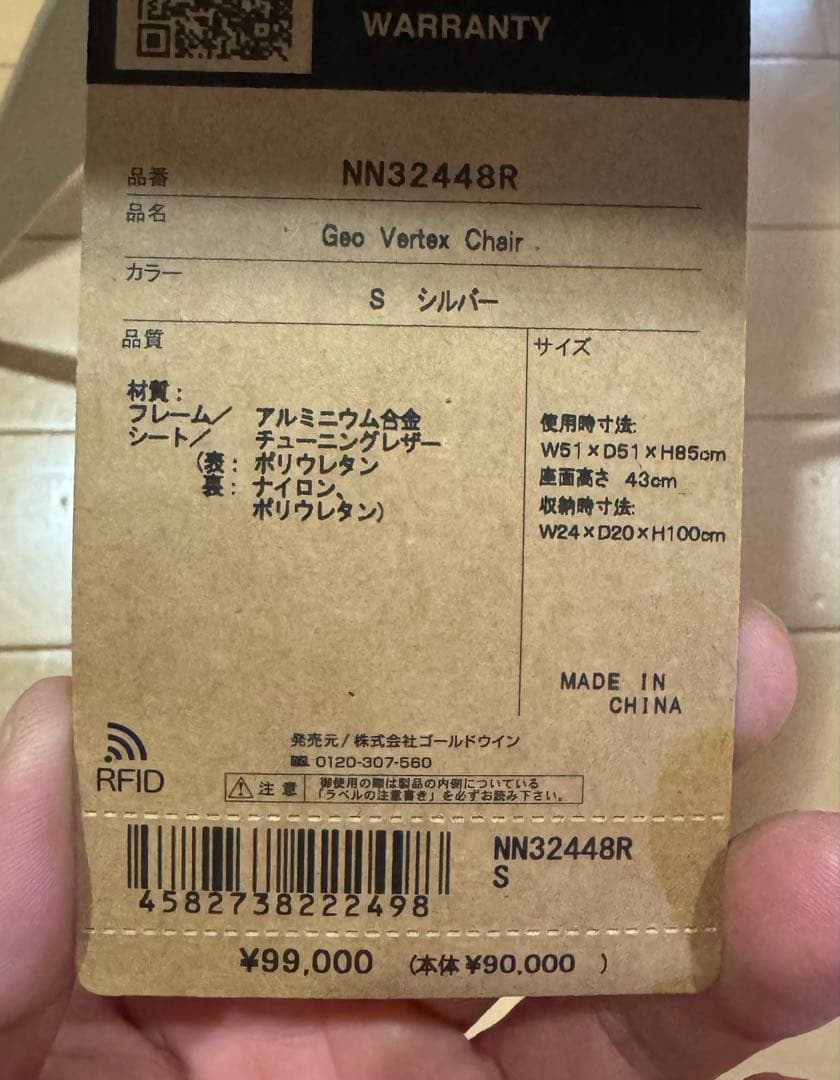 WARRANTY
品番 NN32448R
品名
Geo Vertex Chair
カラー
S シルバー
品質
サイズ
材質:
フレーム/ アルミニウム合金
シート/ チューニングレザー
(表: ポリウレタン
裏: ナイロン、
ポリウレタン)
使用時寸法:
W51×D51×H85cm
座面高さ 43cm
収納時寸法:
W24×D20×H100cm
MADE IN
CHINA
発売元/株式会社ゴールドウイン
0120-307-560
RFID
注意
御使用の際は製品の内側についている
「ラベルの注意書き」を必ずお読み下さい。
4582738222498
NN32448R
S
¥99,000 (本体¥90,000 )